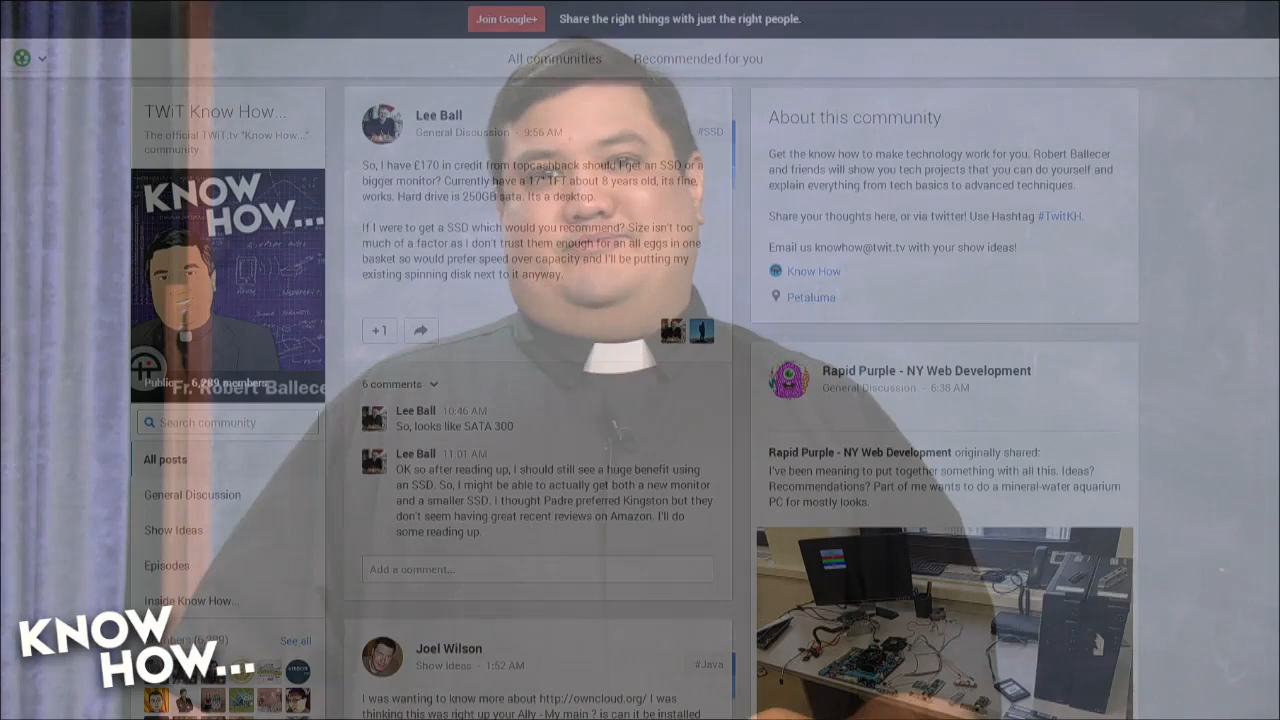 Join Google+ Share the right things with just the right people.
All communities Recommended for you
TWiT Know How...
The official TWiT.tv "Know How..."
community
KNOW
HOW...
Public - 6,289 members
Fr. Robert Ballece
Search community
All posts
General Discussion
Show Ideas
Episodes
Inside Know How...
(6,289) See all
Lee Ball
General Discussion - 9:56 AM
#SSD
So, I have £170 in credit from topcashback should I get an SSD or a
bigger monitor? Currently have a 17" TFT about 8 years old, its fine,
works. Hard drive is 250GB sata. Its a desktop.
If I were to get a SSD which would you recommend? Size isn't too
much of a factor as I don't trust them enough for an all eggs in one
basket so would prefer speed over capacity and I'll be putting my
existing spinning disk next to it anyway.
+1
6 comments
Lee Ball 10:46 AM
So, looks like SATA 300
Lee Ball 11:01 AM
OK so after reading up, I should still see a huge benefit using
an SSD. So, I might be able to actually get both a new monitor
and a smaller SSD. I thought Padre preferred Kingston but they
don't seem having great recent reviews on Amazon. I'll do
some reading up.
Add a comment...
Joel Wilson
Show Ideas - 1:52 AM
#Java
I was wanting to know more about http://owncloud.org/ I was
thinking this was right up your Ally - My main ? is can it be installed
About this community
Get the know how to make technology work for you. Robert Ballecer
and friends will show you tech projects that you can do yourself and
explain everything from tech basics to advanced techniques.
Share your thoughts here, or via twitter! Use Hashtag #TwitKH.
Email us knowhow@twit.tv with your show ideas!
Know How
Petaluma
Rapid Purple - NY Web Development
General Discussion - 6:38 AM
Rapid Purple - NY Web Development originally shared:
I've been meaning to put together something with all this. Ideas?
Recommendations? Part of me wants to do a mineral-water aquarium
PC for mostly looks.
KNOW
HOW...